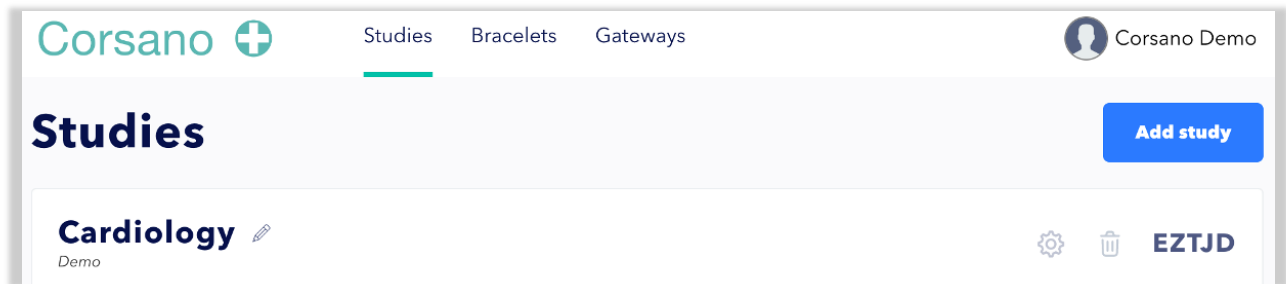 Corsano Studies Bracelets Gateways Corsano Demo
Studies Add study
Cardiology EZTJD
Demo